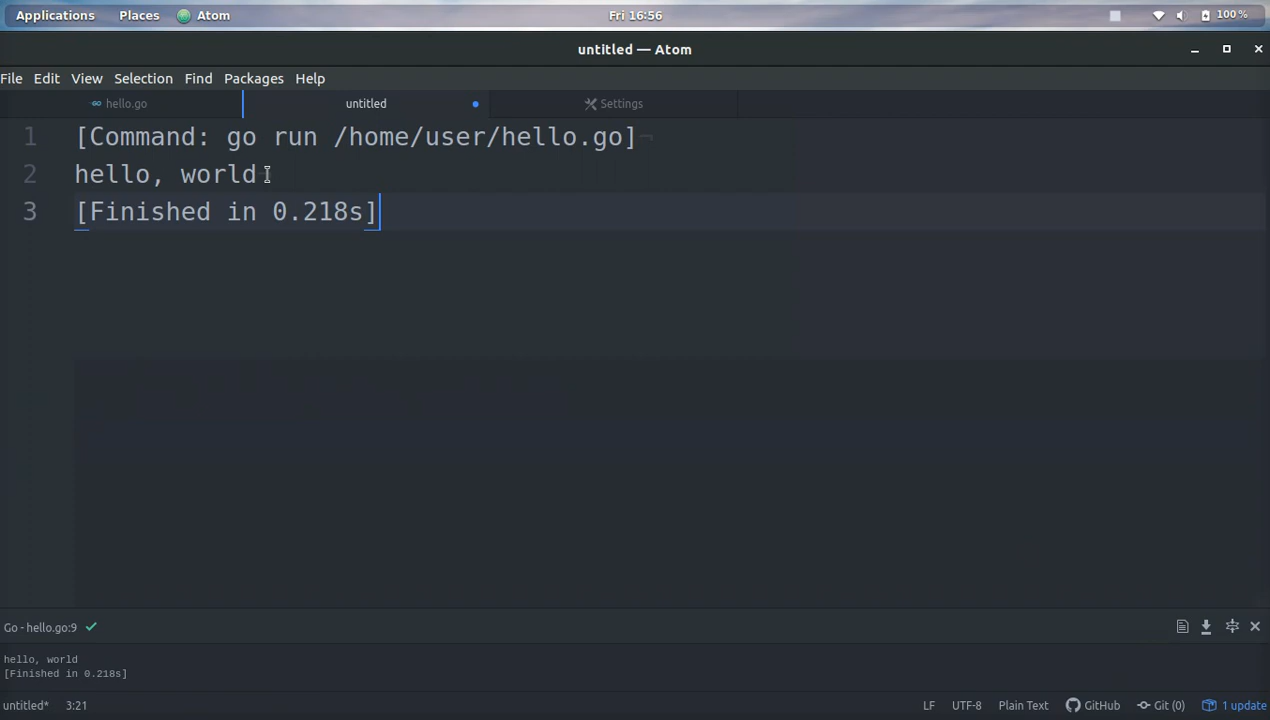 Applications Places Atom Fri 16:56 100%
untitled — Atom
File Edit View Selection Find Packages Help
hello.go untitled Settings
1 [Command: go run /home/user/hello.go]¬
2 hello, world¬
3 [Finished in 0.218s]
Go - hello.go:9
hello, world
[Finished in 0.218s]
untitled* 3:21 LF UTF-8 Plain Text GitHub Git (0) 1 update